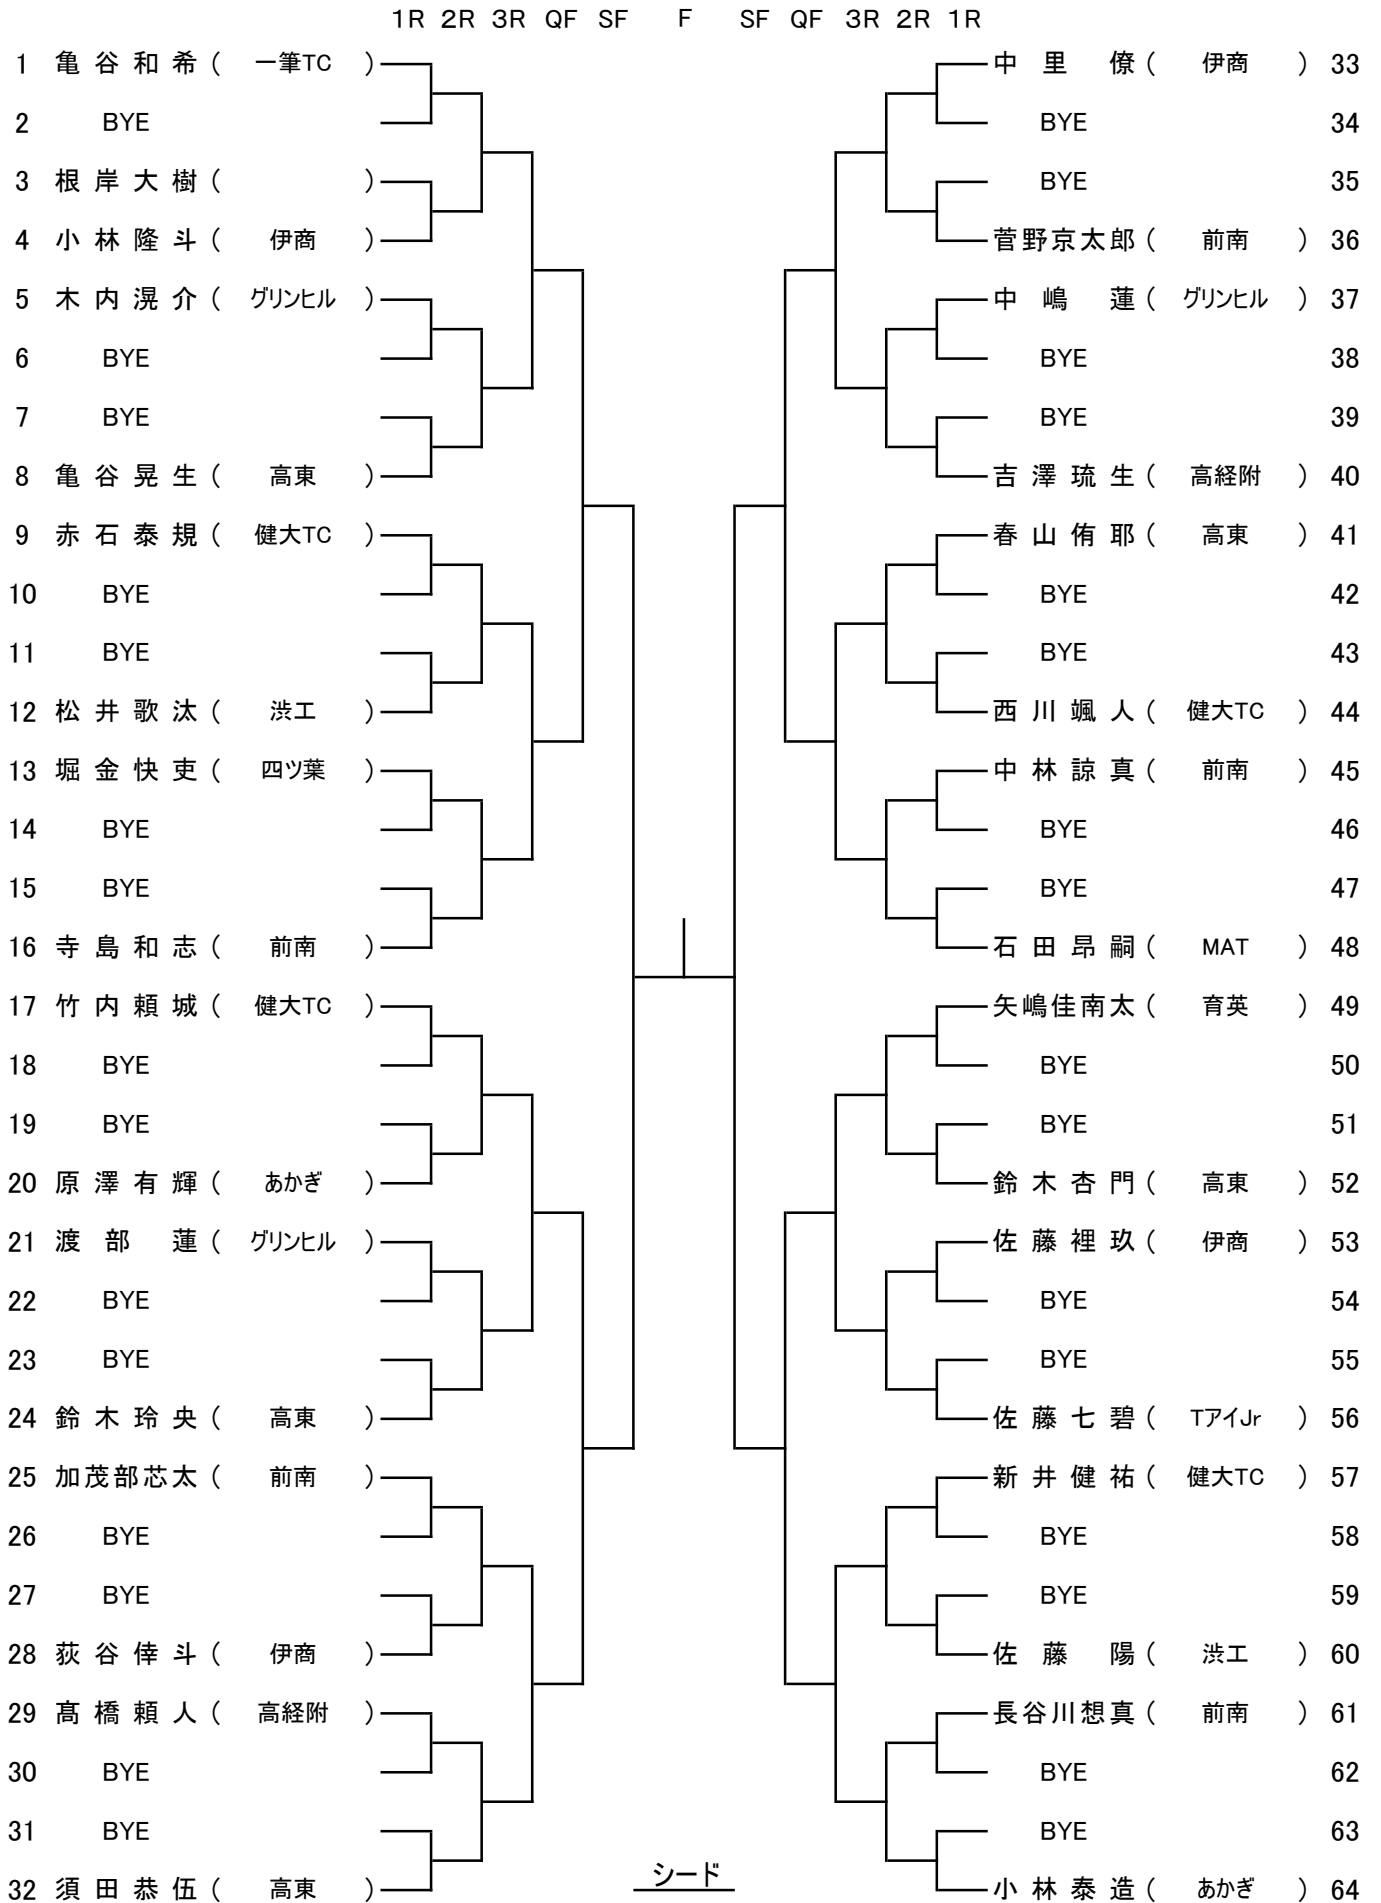 1R 2R 3R QF SF F SF QF 3R 2R 1R
1 亀谷和希（ 一筆TC ） 中里 僚（ 伊商 ） 33
2 BYE BYE 34
3 根岸大樹（ ） BYE 35
4 小林隆斗（ 伊商 ） 菅野京太郎（ 前南 ） 36
5 木内滉介（ グリンヒル ） 中嶋 蓮（ グリンヒル ） 37
6 BYE BYE 38
7 BYE BYE 39
8 亀谷晃生（ 高東 ） 吉澤琉生（ 高経附 ） 40
9 赤石泰規（ 健大TC ） 春山侑耶（ 高東 ） 41
10 BYE BYE 42
11 BYE BYE 43
12 松井歌汰（ 渋工 ） 西川颯人（ 健大TC ） 44
13 堀金快吏（ 四ツ葉 ） 中林諒真（ 前南 ） 45
14 BYE BYE 46
15 BYE BYE 47
16 寺島和志（ 前南 ） 石田昂嗣（ MAT ） 48
17 竹内頼城（ 健大TC ） 矢嶋佳南太（ 育英 ） 49
18 BYE BYE 50
19 BYE BYE 51
20 原澤有輝（ あかぎ ） 鈴木杏門（ 高東 ） 52
21 渡部 蓮（ グリンヒル ） 佐藤裡玖（ 伊商 ） 53
22 BYE BYE 54
23 BYE BYE 55
24 鈴木玲央（ 高東 ） 佐藤七碧（ TアイJr ） 56
25 加茂部芯太（ 前南 ） 新井健祐（ 健大TC ） 57
26 BYE BYE 58
27 BYE BYE 59
28 荻谷倖斗（ 伊商 ） 佐藤 陽（ 渋工 ） 60
29 髙橋頼人（ 高経附 ） 長谷川想真（ 前南 ） 61
30 BYE BYE 62
31 BYE BYE 63
32 須田恭伍（ 高東 ） シード 小林泰造（ あかぎ ） 64